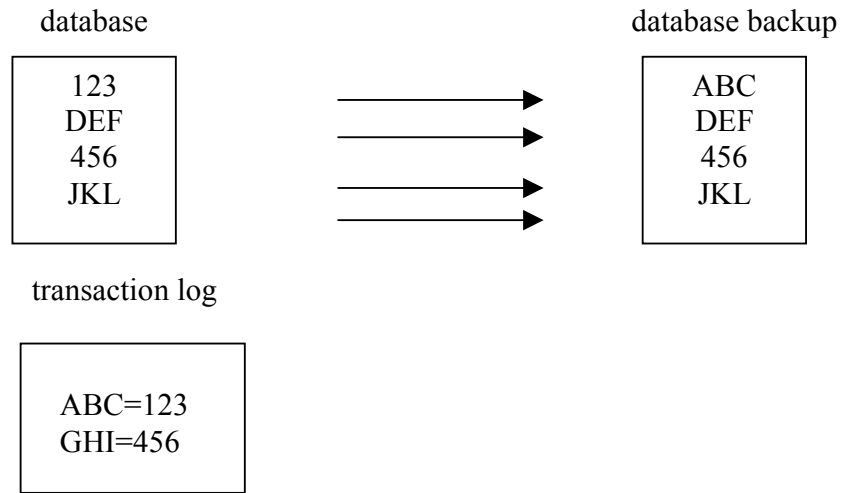 database
123
DEF
456
JKL
database backup
ABC
DEF
456
JKL
transaction log
ABC=123
GHI=456